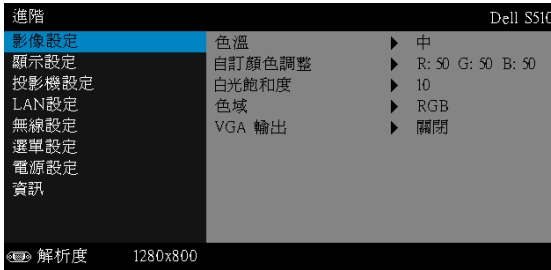 進階 Dell S510
影像設定 色溫 中
顯示設定 自訂顏色調整 R: 50 G: 50 B: 50
投影機設定 白光飽和度 10
LAN設定 色域 RGB
無線設定 VGA 輸出 關閉
選單設定
電源設定
資訊
解析度 1280x800